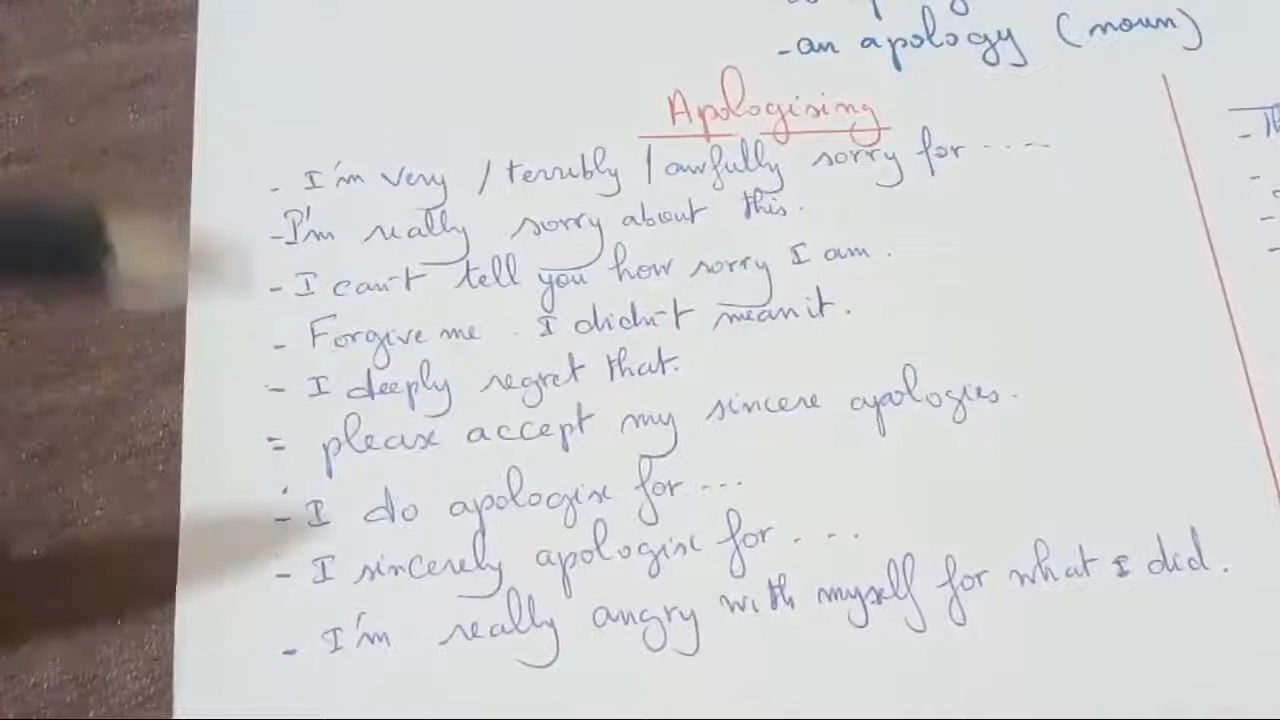 - an apology (noun)
Apologising
- I'm very / terribly / awfully sorry for ....
- I'm really sorry about this.
- I can't tell you how sorry I am.
- Forgive me. I didn't mean it.
- I deeply regret that.
= please accept my sincere apologies.
- I do apologise for ...
- I sincerely apologise for ....
- I'm really angry with myself for what I did.